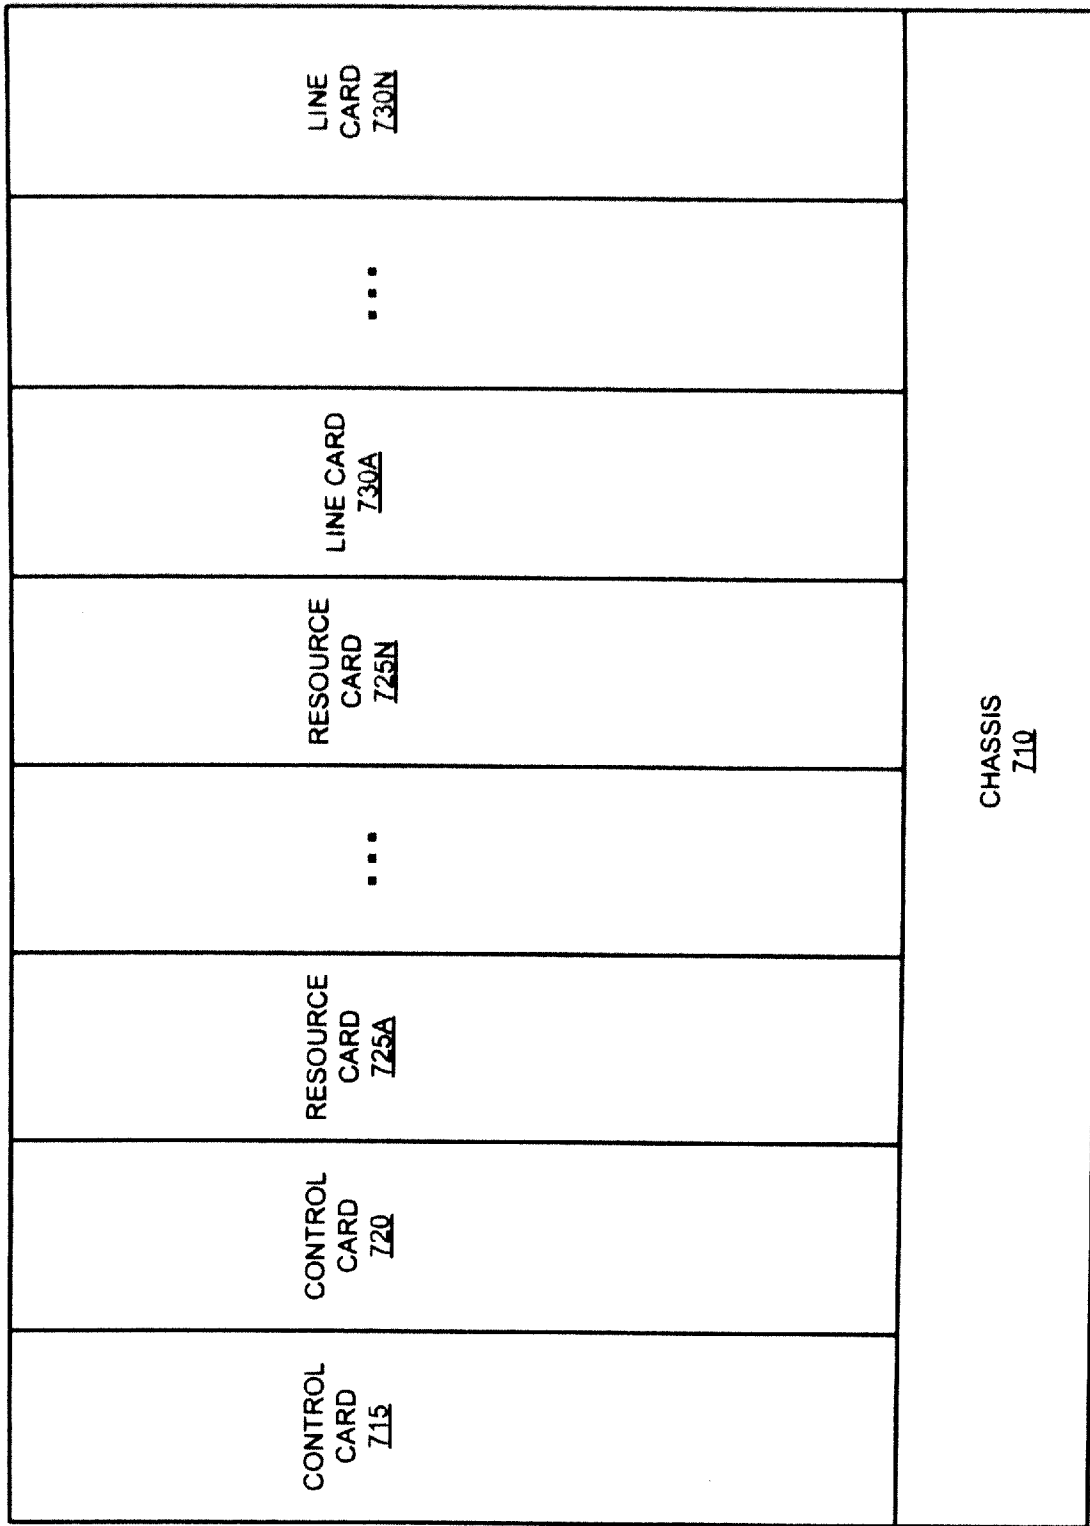 CONTROL
CARD
715
CONTROL
CARD
720
RESOURCE
CARD
725A
...
RESOURCE
CARD
725N
LINE CARD
730A
...
LINE
CARD
730N
CHASSIS
710